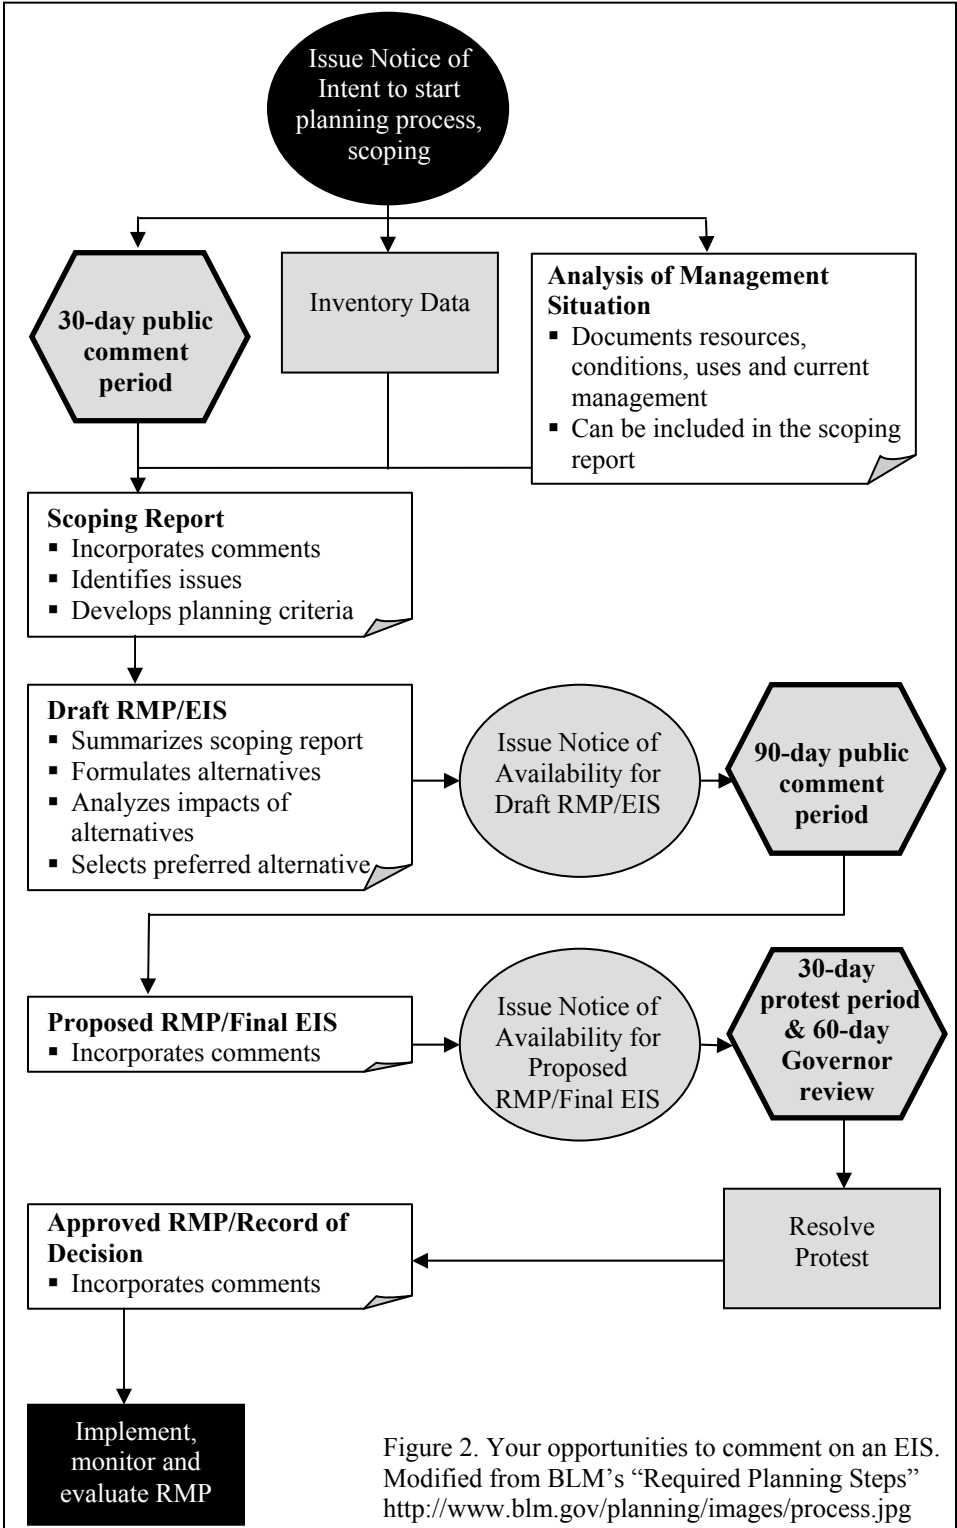 Issue Notice of
Intent to start
planning process,
scoping
30-day public
comment
period
Inventory Data
Analysis of Management
Situation
▪ Documents resources,
conditions, uses and current
management
▪ Can be included in the scoping
report
Scoping Report
▪ Incorporates comments
▪ Identifies issues
▪ Develops planning criteria
Draft RMP/EIS
▪ Summarizes scoping report
▪ Formulates alternatives
▪ Analyzes impacts of
alternatives
▪ Selects preferred alternative
Issue Notice of
Availability for
Draft RMP/EIS
90-day public
comment
period
Proposed RMP/Final EIS
▪ Incorporates comments
Issue Notice of
Availability for
Proposed
RMP/Final EIS
30-day
protest period
& 60-day
Governor
review
Resolve
Protest
Approved RMP/Record of
Decision
▪ Incorporates comments
Implement,
monitor and
evaluate RMP
Figure 2. Your opportunities to comment on an EIS.
Modified from BLM’s “Required Planning Steps”
http://www.blm.gov/planning/images/process.jpg